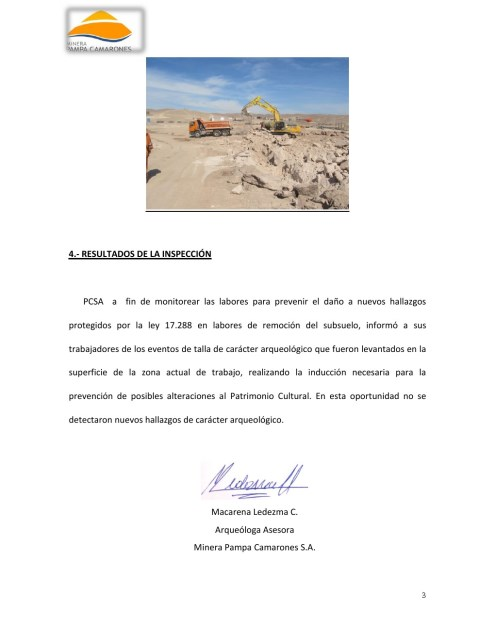 MINERA
PAMPA CAMARONES
4.- RESULTADOS DE LA INSPECCIÓN
PCSA a fin de monitorear las labores para prevenir el daño a nuevos hallazgos
protegidos por la ley 17.288 en labores de remoción del subsuelo, informó a sus
trabajadores de los eventos de talla de carácter arqueológico que fueron levantados en la
superficie de la zona actual de trabajo, realizando la inducción necesaria para la
prevención de posibles alteraciones al Patrimonio Cultural. En esta oportunidad no se
detectaron nuevos hallazgos de carácter arqueológico.
Macarena Ledezma C.
Arqueóloga Asesora
Minera Pampa Camarones S.A.
3